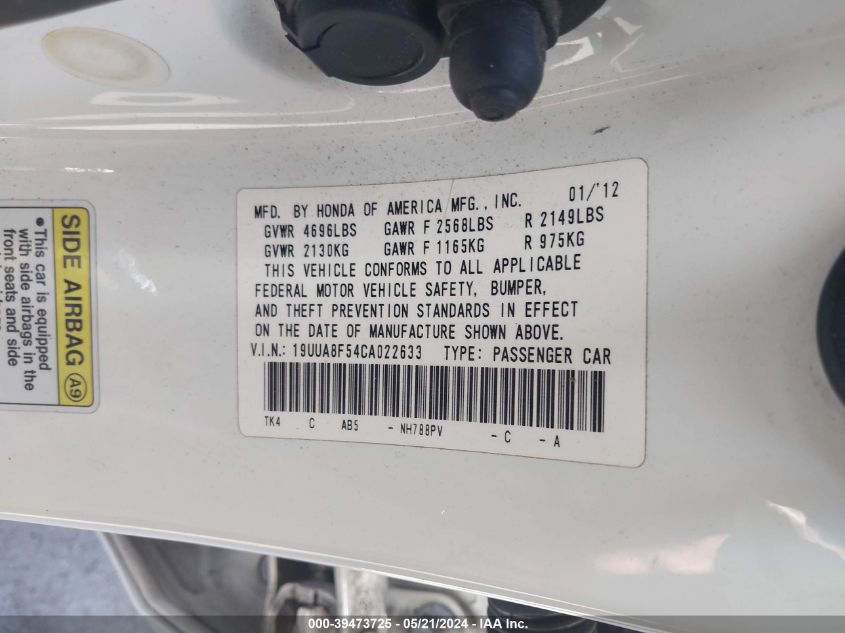 MFD. BY HONDA OF AMERICA MFG., INC. 01/'12
GVWR 4696LBS GAWR F 2568LBS R 2149LBS
GVWR 2130KG GAWR F 1165KG R 975KG
THIS VEHICLE CONFORMS TO ALL APPLICABLE
FEDERAL MOTOR VEHICLE SAFETY, BUMPER,
AND THEFT PREVENTION STANDARDS IN EFFECT
ON THE DATE OF MANUFACTURE SHOWN ABOVE.
V.I.N.: 19UUA8F54CA022633 TYPE: PASSENGER CAR
TK4 C AB5 - NH788PV - C - A
SIDE AIRBAG A9
• This car is equipped
with side airbags in the
front seats and side
000-39473725 - 05/21/2024 - IAA Inc.